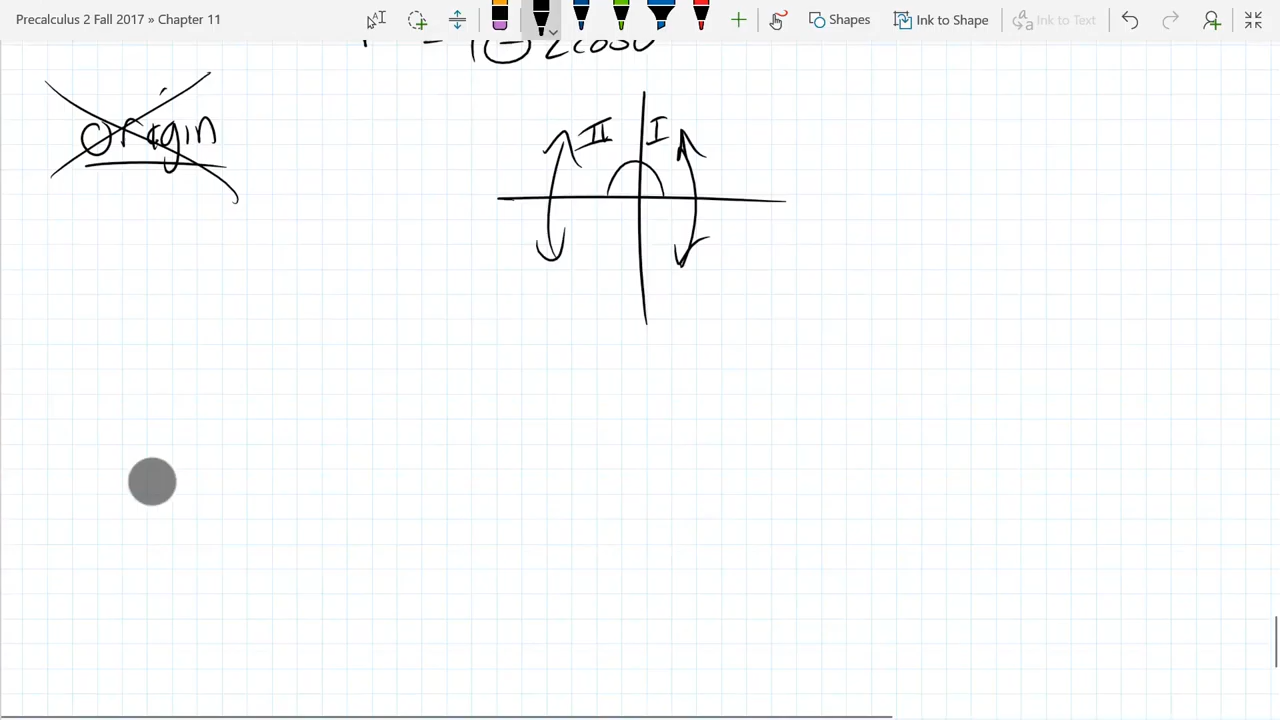 Precalculus 2 Fall 2017 » Chapter 11
Shapes
Ink to Shape
Ink to Text
origin
II I